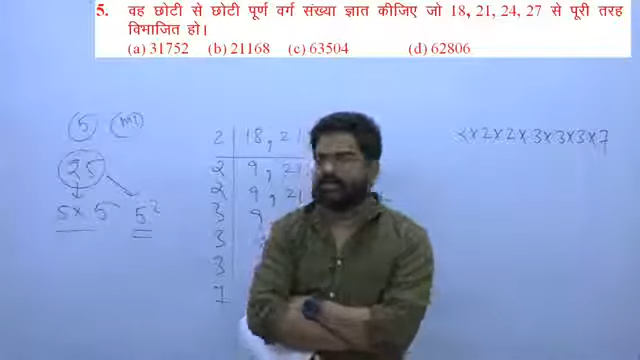 5. वह छोटी से छोटी पूर्ण वर्ग संख्या ज्ञात कीजिए जो 18, 21, 24, 27 से पूरी तरह
विभाजित हो।
(a) 31752 (b) 21168 (c) 63504 (d) 62806
5
25
5×5 5²
2 18, 21
2 9, 21
2 9, 21
3 9
3
3
7
2×2×2×3×3×3×7